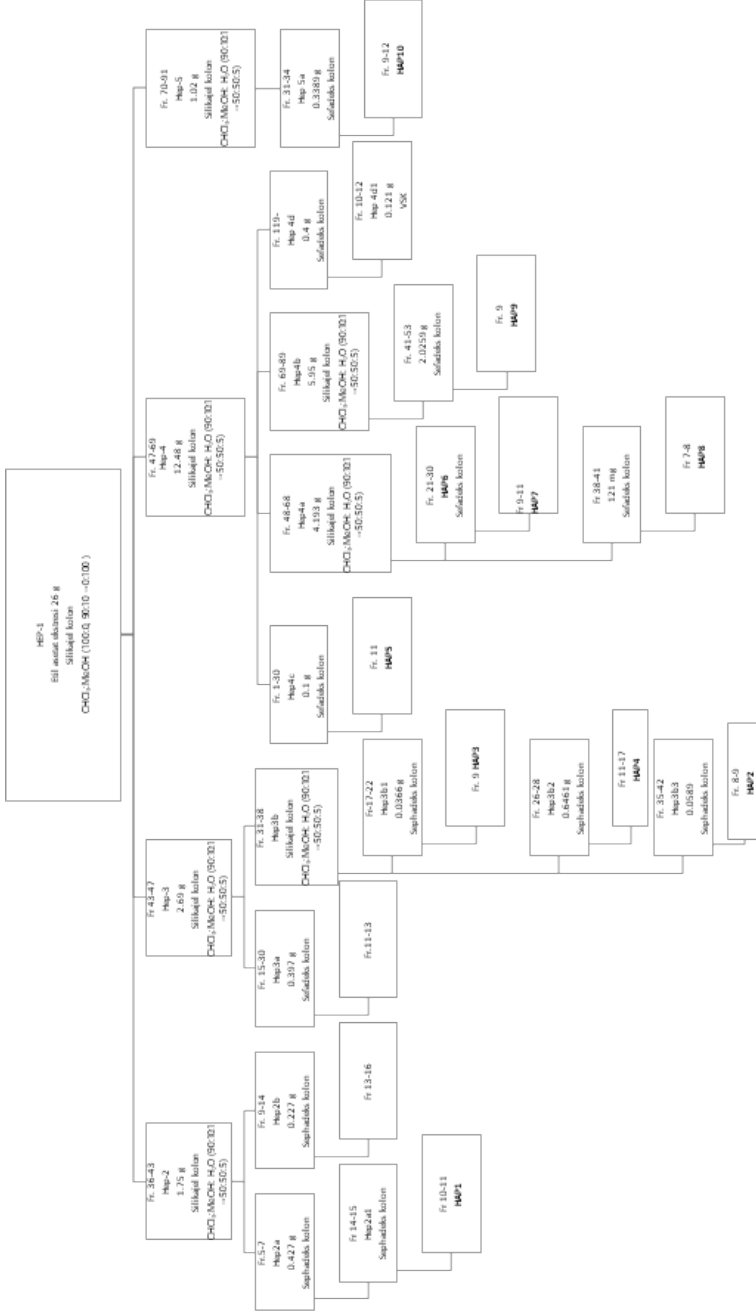 HEP-1
Etil asetat ekstresi 26 g
Silikajel kolon
CHCl₃:MeOH (100:0, 90:10 →0:100 )
Fr. 36-43
Hep-2
1.75 g
Silikajel kolon
CHCl₃:MeOH: H₂O (90:10:1
→50:50:5)
Fr.5-7
Hep2a
0.427 g
Sephadeks kolon
Fr 14-15
Hep2a1
Sephadeks kolon
Fr 10-11
HAP1
Fr. 9-14
Hep2b
0.227 g
Sephadeks kolon
Fr 13-16
Fr 43-47
Hep-3
2.69 g
Silikajel kolon
CHCl₃:MeOH: H₂O (90:10:1
→50:50:5)
Fr. 15-30
Hep3a
0.397 g
Sefadeks kolon
Fr.11-13
Fr. 31-38
Hep3b
Silikajel kolon
CHCl₃:MeOH: H₂O (90:10:1
→50:50:5)
Fr-17-22
Hep3b1
0.0366 g
Sephadeks kolon
Fr. 9 HAP3
Fr. 26-28
Hep3b2
0.6461 g
Sephadeks kolon
Fr 11-17
HAP4
Fr. 35-42
Hep3b3
0.0589
Sephadeks kolon
Fr. 8-9
HAP2
Fr. 47-69
Hep-4
12.48 g
Silikajel kolon
CHCl₃:MeOH: H₂O (90:10:1
→50:50:5)
Fr. 1-30
Hep4c
0.1 g
Sefadeks kolon
Fr. 11
HAP5
Fr. 48-68
Hep4a
4.193 g
Silikajel kolon
CHCl₃:MeOH: H₂O (90:10:1
→50:50:5)
Fr. 21-30
HAP6
Sefadeks kolon
Fr 9-11
HAP7
Fr 38-41
121 mg
Sefadeks kolon
Fr 7-8
HAP8
Fr. 69-89
Hep4b
5.95 g
Silikajel kolon
CHCl₃:MeOH: H₂O (90:10:1
→50:50:5)
Fr. 41-53
2.0259 g
Sefadeks kolon
Fr. 9
HAP9
Fr. 119-
Hep 4d
0.4 g
Sefadeks kolon
Fr. 10-12
Hep 4d1
0.121 g
VSK
Fr. 70-91
Hep-5
1.02 g
Silikajel kolon
CHCl₃:MeOH: H₂O (90:10:1
→50:50:5)
Fr. 31-34
Hep 5a
0.3389 g
Sefadeks kolon
Fr. 9-12
HAP10